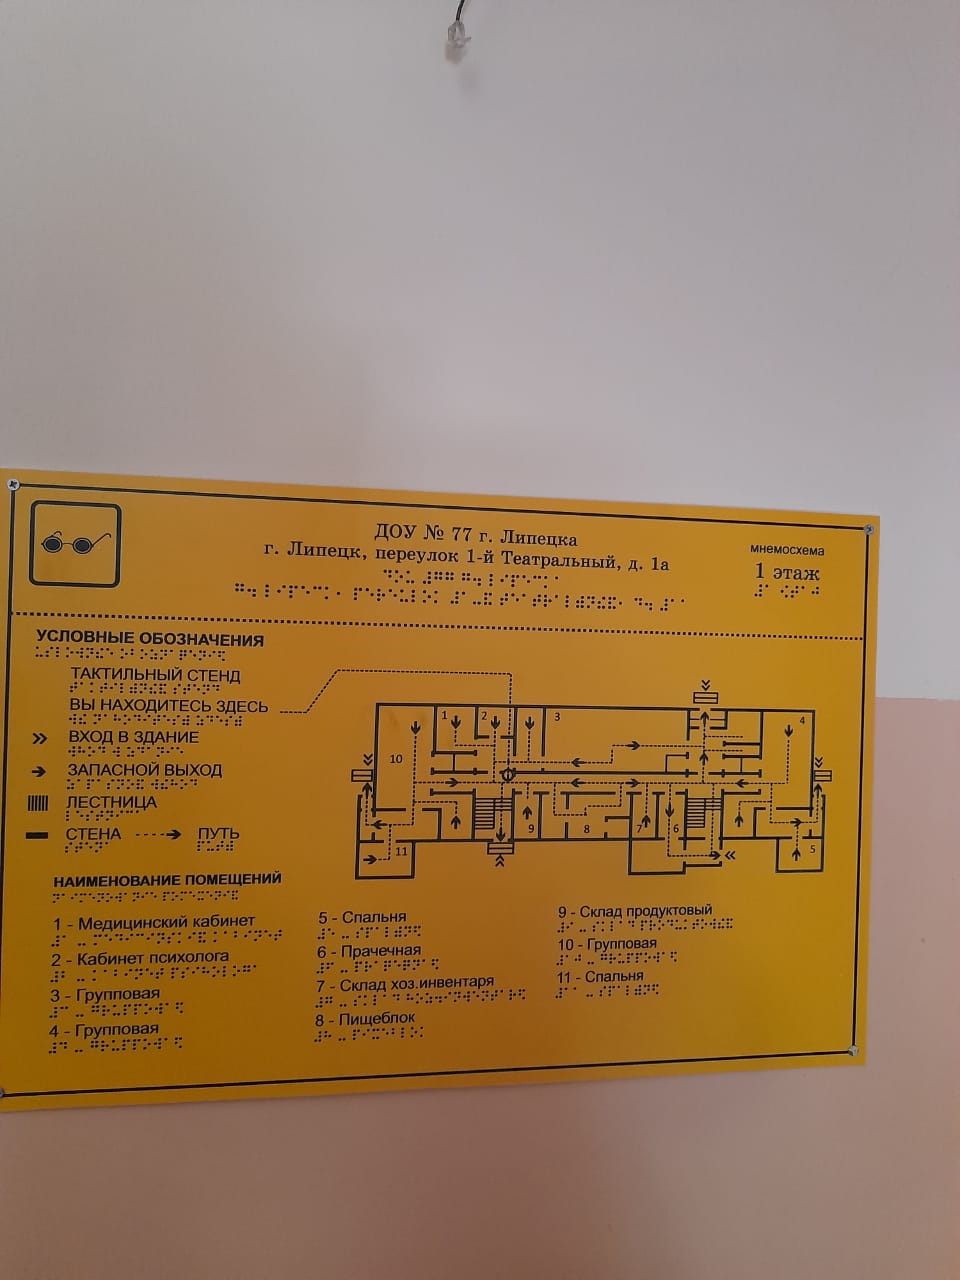 ДОУ № 77 г. Липецка
г. Липецк, переулок 1-й Театральный, д. 1а
мнемосхема
1 этаж
УСЛОВНЫЕ ОБОЗНАЧЕНИЯ
ТАКТИЛЬНЫЙ СТЕНД
ВЫ НАХОДИТЕСЬ ЗДЕСЬ
ВХОД В ЗДАНИЕ
ЗАПАСНОЙ ВЫХОД
ЛЕСТНИЦА
СТЕНА ПУТЬ
1 2 3 4
10
9 8 7 6 5
11
НАИМЕНОВАНИЕ ПОМЕЩЕНИЙ
1 - Медицинский кабинет
2 - Кабинет психолога
3 - Групповая
4 - Групповая
5 - Спальня
6 - Прачечная
7 - Склад хоз.инвентаря
8 - Пищеблок
9 - Склад продуктовый
10 - Групповая
11 - Спальня